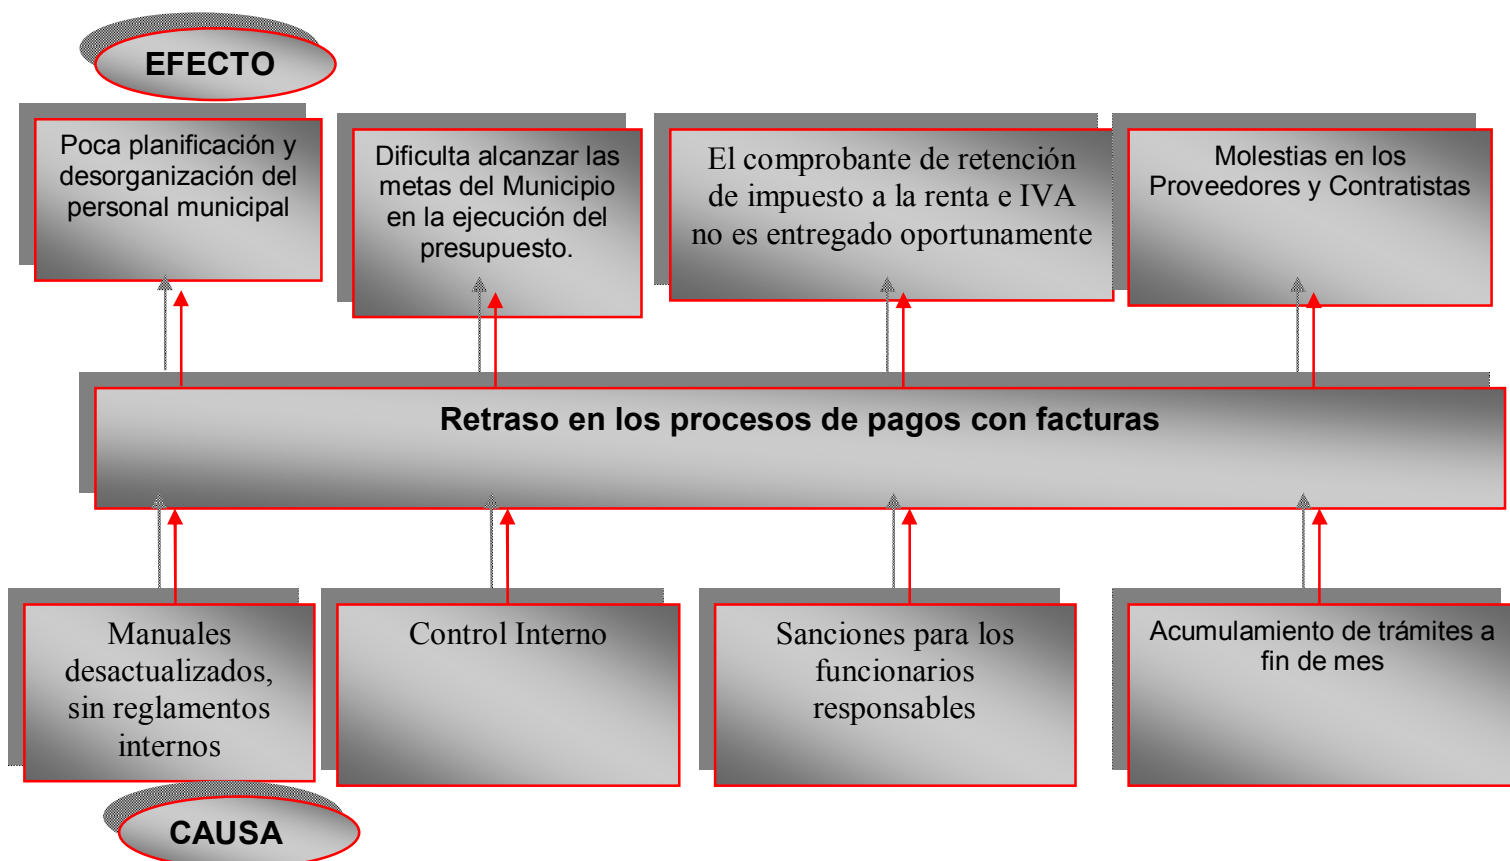 EFECTO
Poca planificación y
desorganización del
personal municipal
Dificulta alcanzar las
metas del Municipio
en la ejecución del
presupuesto.
El comprobante de retención
de impuesto a la renta e IVA
no es entregado oportunamente
Molestias en los
Proveedores y Contratistas
Retraso en los procesos de pagos con facturas
Manuales
desactualizados,
sin reglamentos
internos
Control Interno
Sanciones para los
funcionarios
responsables
Acumulamiento de trámites a
fin de mes
CAUSA